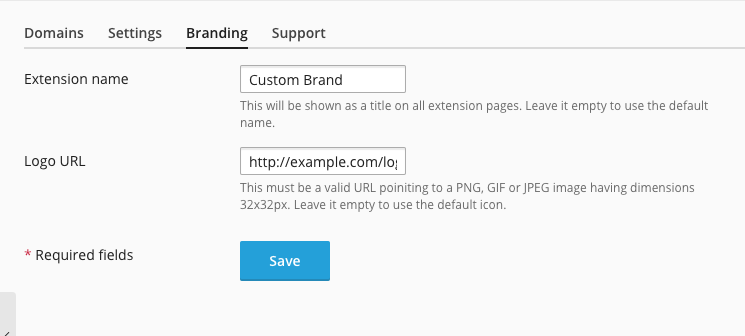 Domains Settings Branding Support
Extension name
Custom Brand
This will be shown as a title on all extension pages. Leave it empty to use the default
name.
Logo URL
http://example.com/log
This must be a valid URL poiniting to a PNG, GIF or JPEG image having dimensions
32x32px. Leave it empty to use the default icon.
* Required fields
Save